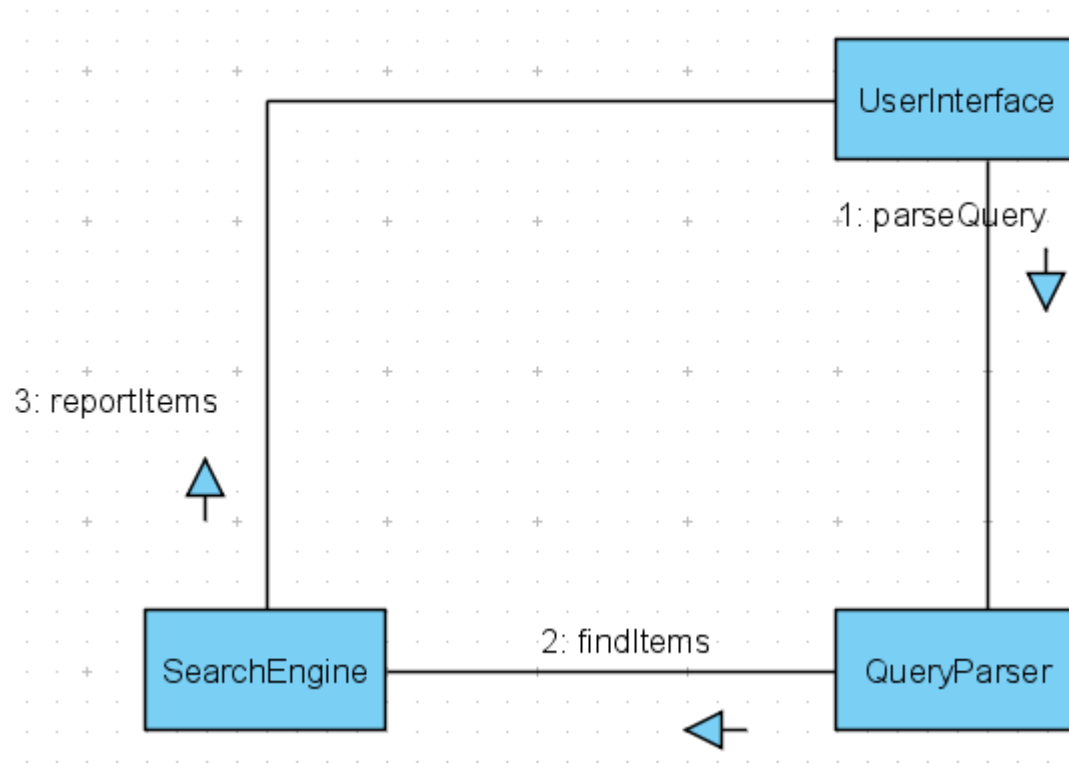 UserInterface
1: parseQuery
3: reportItems
2: findItems
SearchEngine
QueryParser